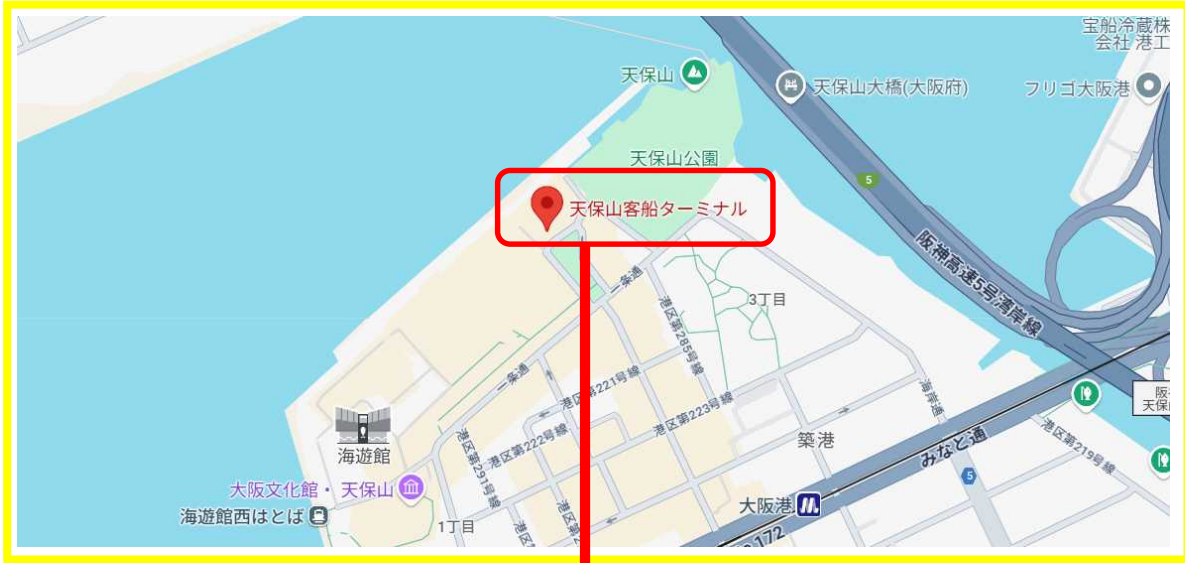 宝船冷蔵株
会社 港工
天保山
天保山大橋(大阪府)
フリゴ大阪港
天保山公園
5
天保山客船ターミナル
阪神高速5号湾岸線
3丁目
一条通
港区第285号線
一条通
港区第221号線
海岸通
港区第223号線
港区第222号線
築港
みなと通
港区第219号線
海遊館
港区第291号線
大阪文化館・天保山
5
大阪港
海遊館西はとば
1丁目
172